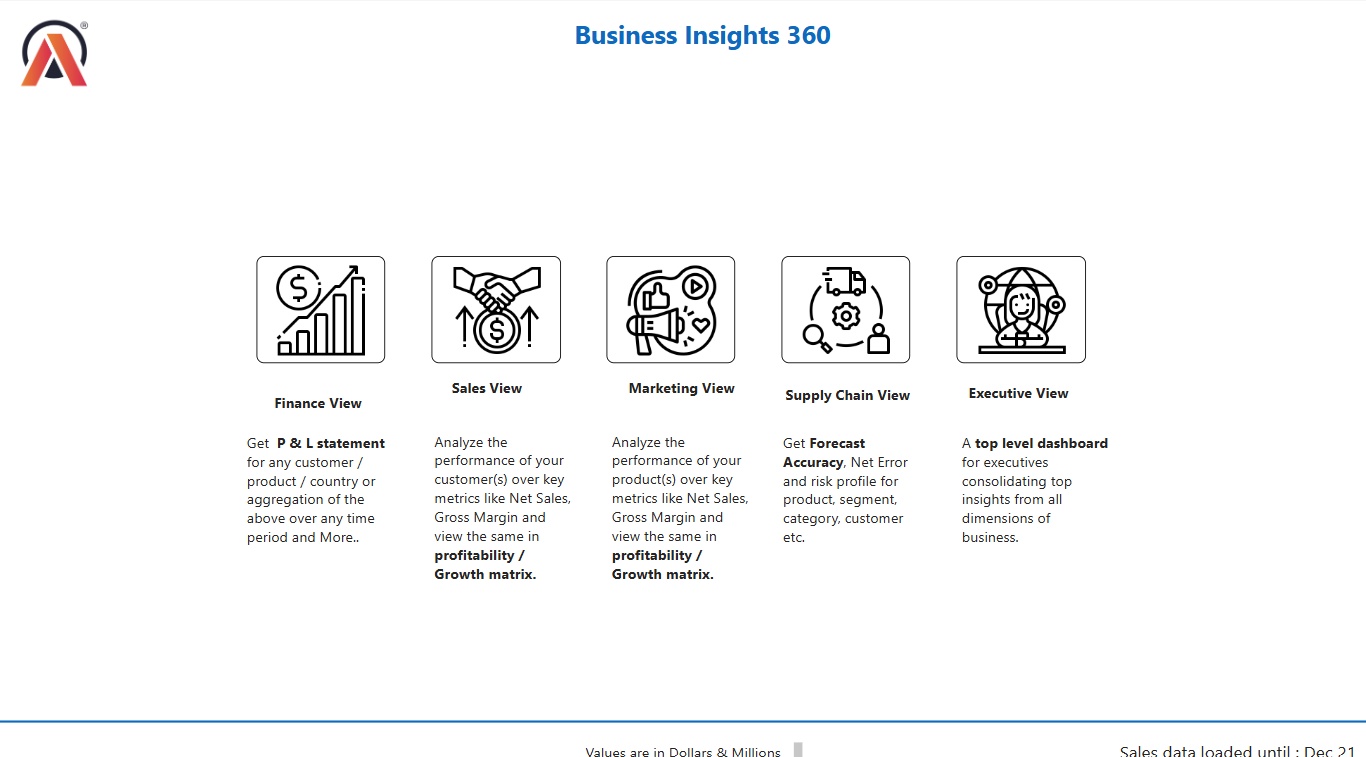 ®
Business Insights 360
$
$
Finance View
Sales View
Marketing View
Supply Chain View
Executive View
Get  P & L statement
for any customer /
product / country or
aggregation of the
above over any time
period and More..
Analyze the
performance of your
customer(s) over key
metrics like Net Sales,
Gross Margin and
view the same in
profitability /
Growth matrix.
Analyze the
performance of your
product(s) over key
metrics like Net Sales,
Gross Margin and
view the same in
profitability /
Growth matrix.
Get Forecast
Accuracy, Net Error
and risk profile for
product, segment,
category, customer
etc.
A top level dashboard
for executives
consolidating top
insights from all
dimensions of
business.
Values are in Dollars & Millions
Sales data loaded until : Dec 21